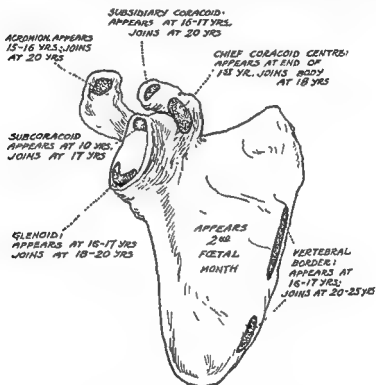 SUBSIDIARY CORACOID.
APPEARS AT 16-17 YRS,
JOINS AT 20 YRS
ACROMION. APPEARS
15-16 YRS; JOINS
AT 20 YRS
CHIEF CORACOID CENTRE:
APPEARS AT END OF
1ST YR. JOINS BODY
AT 18 YRS
SUBCORACOID
APPEARS AT 10 YRS,
JOINS AT 17 YRS
GLENOID:
APPEARS AT 16-17 YRS
JOINS AT 18-20 YRS
APPEARS
2nd
FŒTAL
MONTH
VERTEBRAL
BORDER:
APPEARS AT
16-17 YRS;
JOINS AT 20-25 YRS